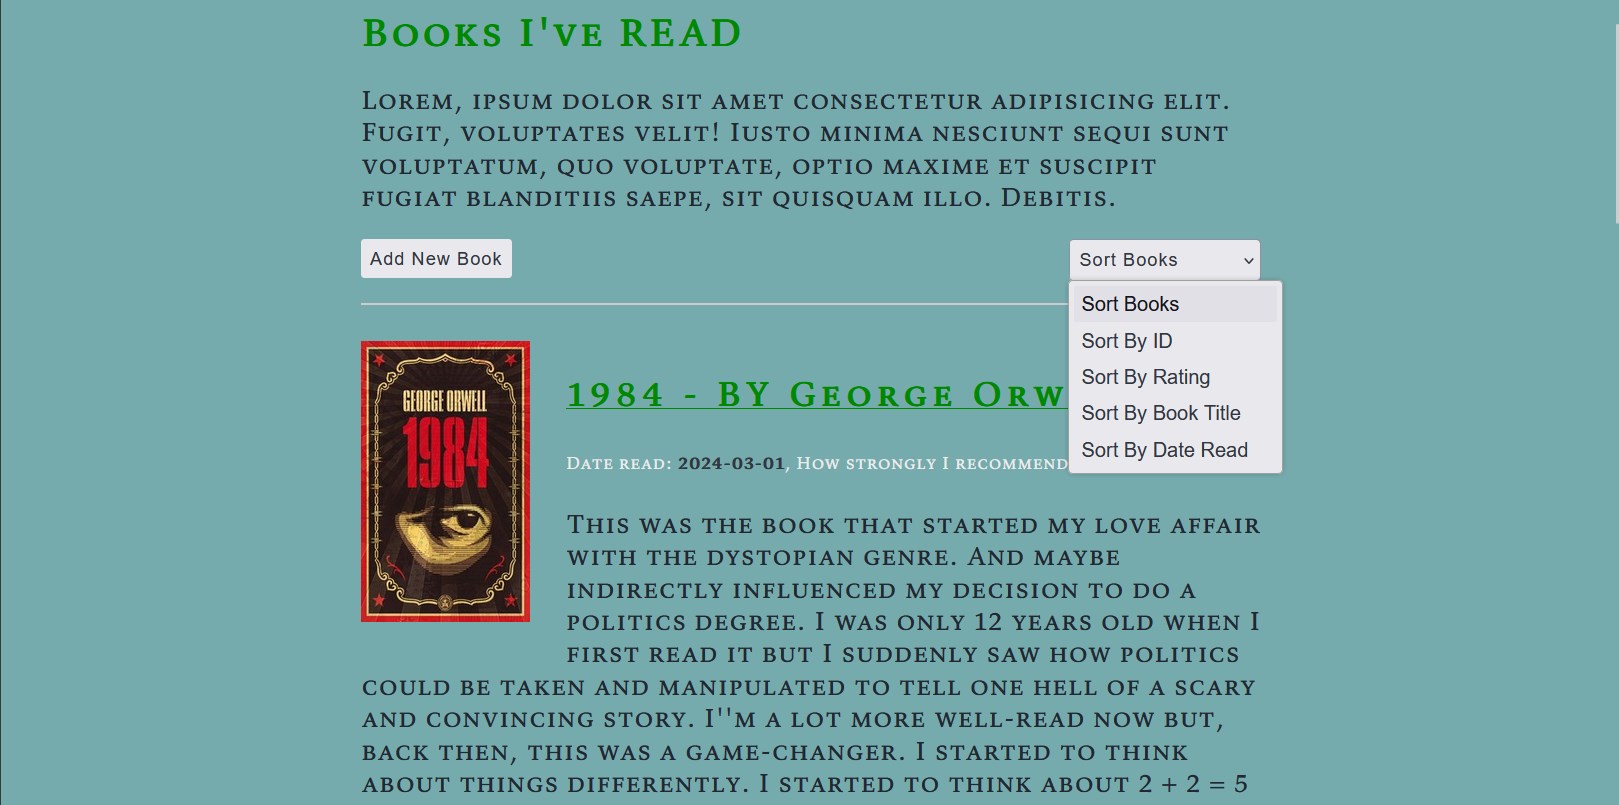 Books I've READ
Lorem, ipsum dolor sit amet consectetur adipisicing elit.
Fugit, voluptates velit! Iusto minima nesciunt sequi sunt
voluptatum, quo voluptate, optio maxime et suscipit
fugiat blanditiis saepe, sit quisquam illo. Debitis.
Add New Book
Sort Books
Sort Books
Sort By ID
Sort By Rating
Sort By Book Title
Sort By Date Read
GEORGE ORWELL
1984
1984 - BY George Orw
Date read: 2024-03-01, How strongly I recommend
This was the book that started my love affair
with the dystopian genre. And maybe
indirectly influenced my decision to do a
politics degree. I was only 12 years old when I
first read it but I suddenly saw how politics
could be taken and manipulated to tell one hell of a scary
and convincing story. I''m a lot more well-read now but,
back then, this was a game-changer. I started to think
about things differently. I started to think about 2 + 2 = 5